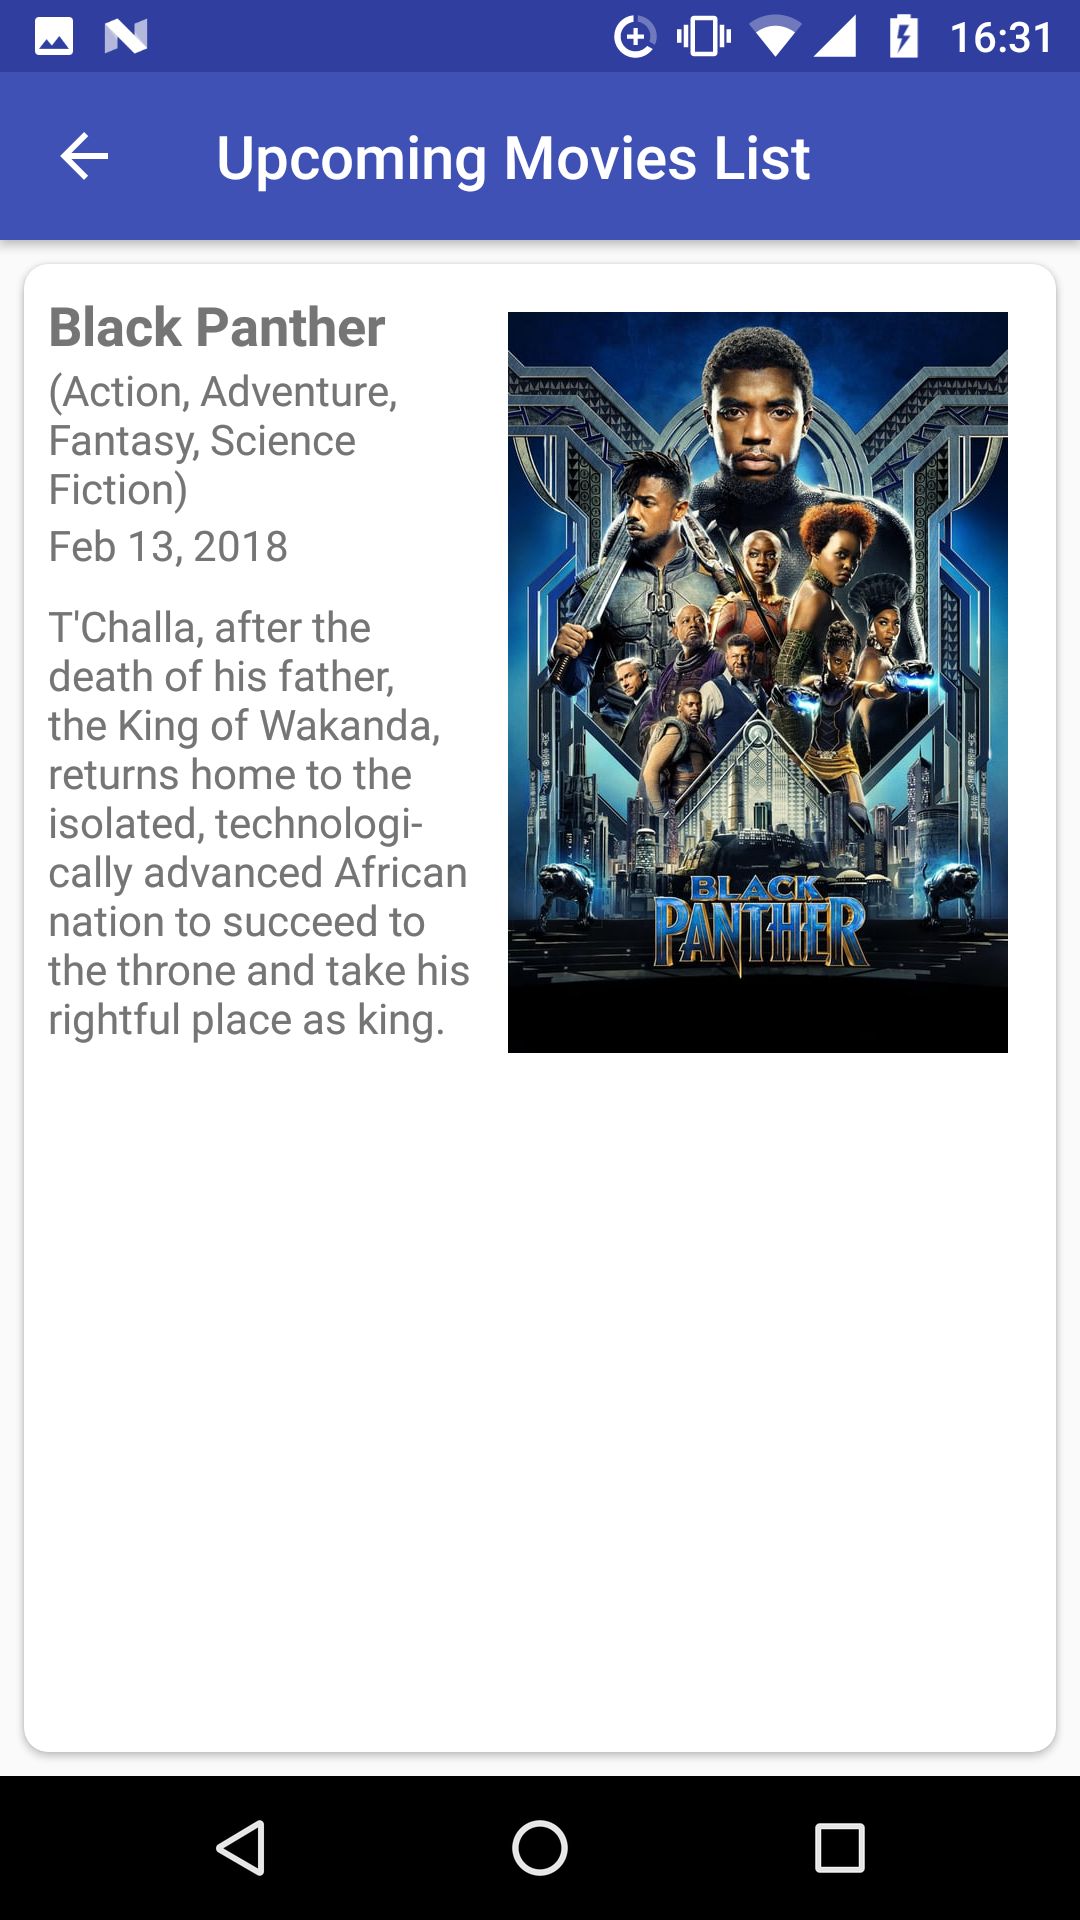 16:31
Upcoming Movies List
Black Panther
(Action, Adventure,
Fantasy, Science
Fiction)
Feb 13, 2018
T'Challa, after the
death of his father,
the King of Wakanda,
returns home to the
isolated, technologi-
cally advanced African
nation to succeed to
the throne and take his
rightful place as king.
BLACK
PANTHER